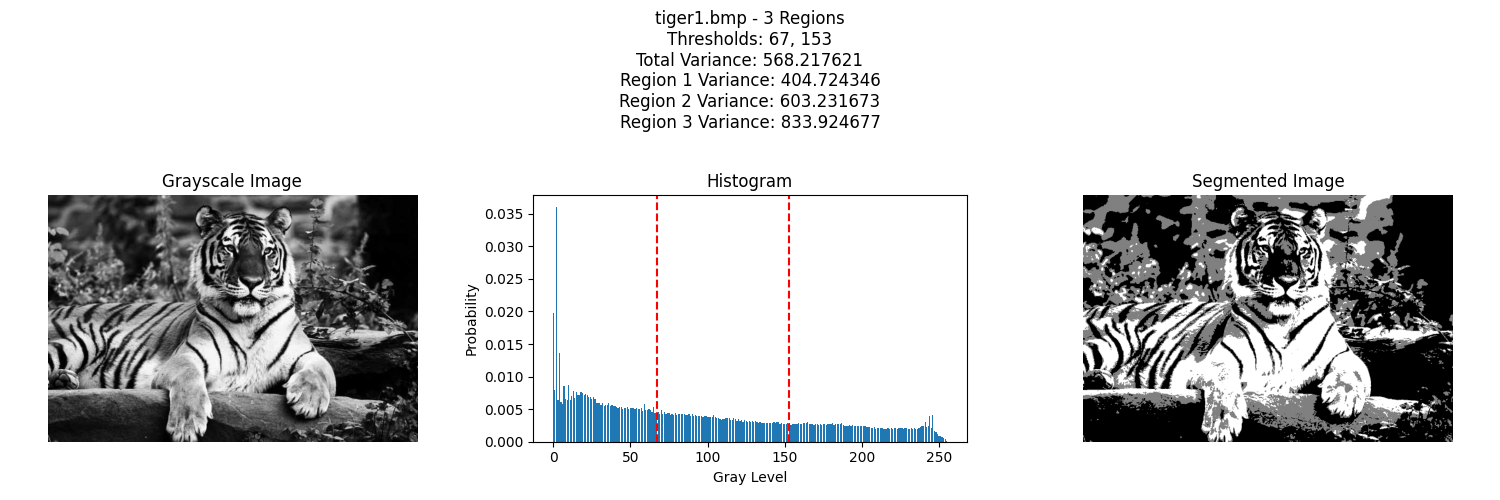 tiger1.bmp - 3 Regions
Thresholds: 67, 153
Total Variance: 568.217621
Region 1 Variance: 404.724346
Region 2 Variance: 603.231673
Region 3 Variance: 833.924677
Grayscale Image
Histogram
Segmented Image
Probability
0.035
0.030
0.025
0.020
0.015
0.010
0.005
0.000
0 50 100 150 200 250
Gray Level